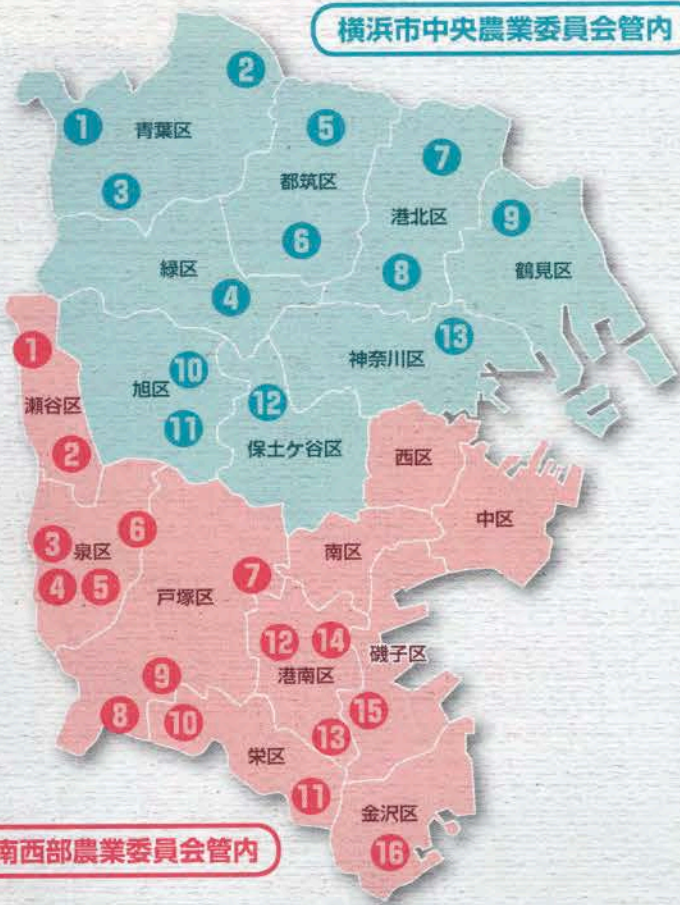 横浜市中央農業委員会管内
2
1
青葉区
5
7
3
都筑区
9
港北区
6
緑区
8
鶴見区
4
13
1
神奈川区
10
旭区
12
瀬谷区
11
保土ケ谷区
2
西区
中区
6
3
泉区
南区
7
4
5
戸塚区
12
14
磯子区
9
港南区
8
10
15
13
栄区
11
金沢区
16
南西部農業委員会管内